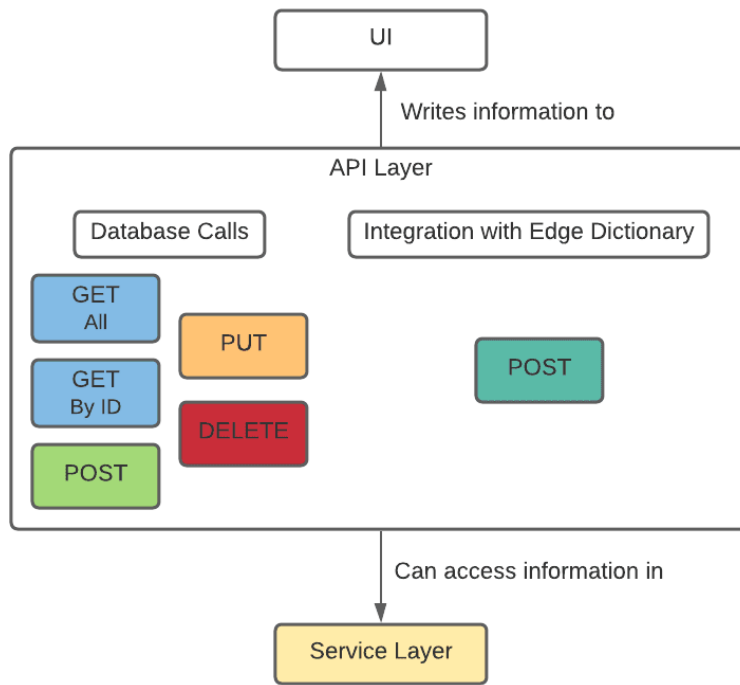 UI
Writes information to
API Layer
Database Calls
Integration with Edge Dictionary
GET
All
PUT
POST
GET
By ID
DELETE
POST
Can access information in
Service Layer